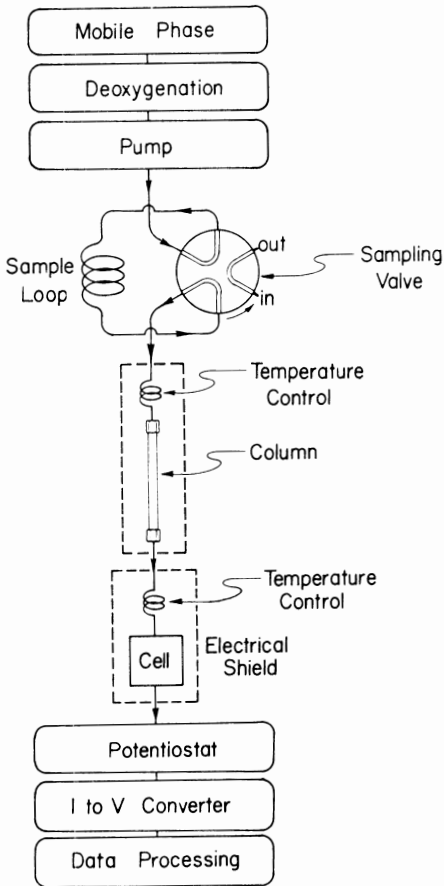 Mobile Phase
Deoxygenation
Pump
out
Sampling
Valve
Sample
Loop
in
Temperature
Control
Column
Temperature
Control
Cell
Electrical
Shield
Potentiostat
I to V Converter
Data Processing